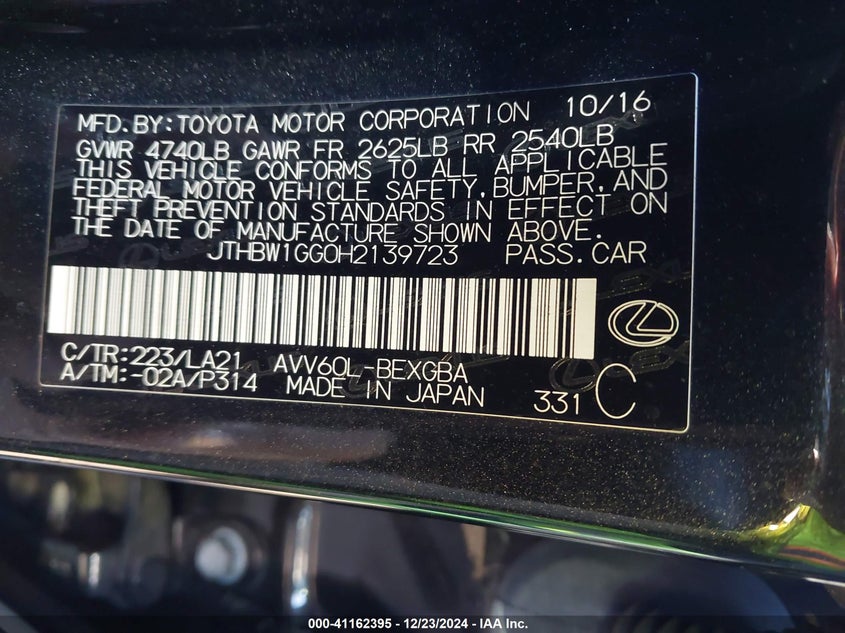 MFD.BY:TOYOTA MOTOR CORPORATION 10/16
GVWR 4740LB GAWR FR 2625LB RR 2540LB
THIS VEHICLE CONFORMS TO ALL APPLICABLE
FEDERAL MOTOR VEHICLE SAFETY,BUMPER,AND
THEFT PREVENTION STANDARDS IN EFFECT ON
THE DATE OF MANUFACTURE SHOWN ABOVE.
JTHBW1GG0H2139723 PASS.CAR
C/TR:223/LA21 AVV60L-BEXGBA
A/TM:-02A/P314 MADE IN JAPAN 331 C
000-41162395 - 12/23/2024 - IAA Inc.